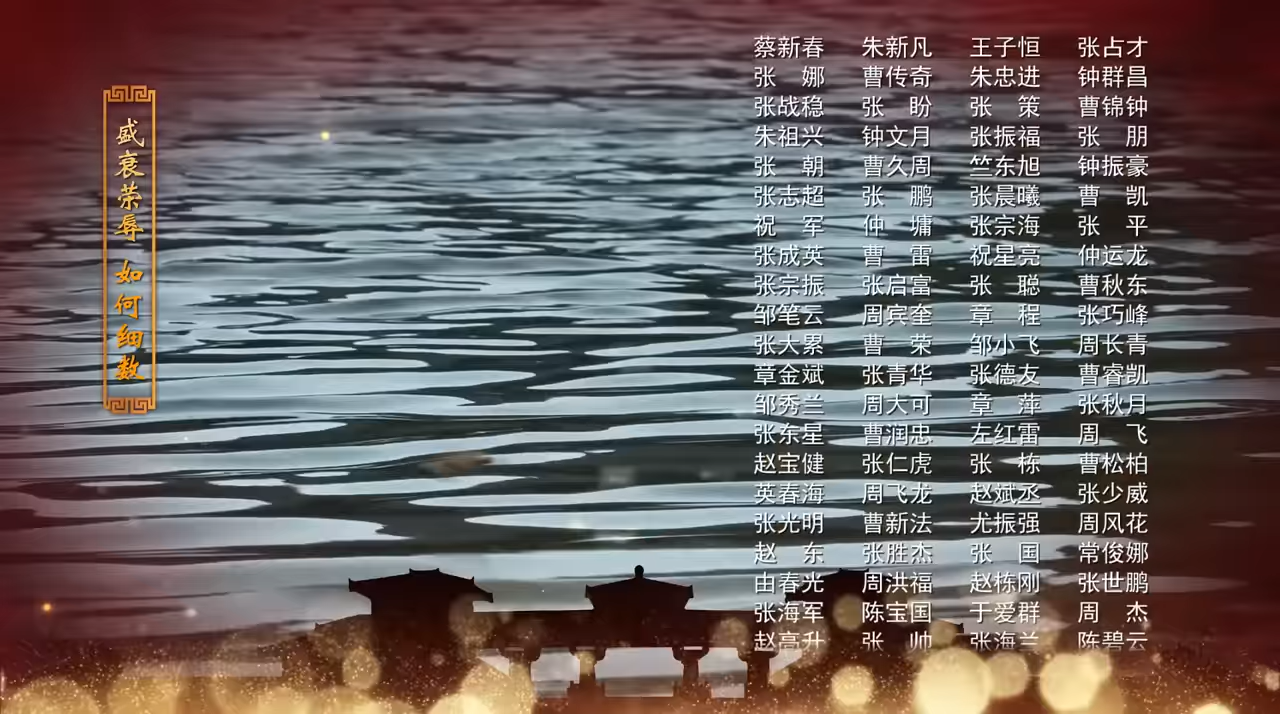 盛衰荣辱 如何细数
蔡新春 朱新凡 王子恒 张占才
张　娜 曹传奇 朱忠进 钟群昌
张战稳 张　盼 张　策 曹锦钟
朱祖兴 钟文月 张振福 张　朋
张　朝 曹久周 竺东旭 钟振豪
张志超 张　鹏 张晨曦 曹　凯
祝　军 仲　墉 张宗海 张　平
张成英 曹　雷 祝星亮 仲运龙
张宗振 张启富 张　聪 曹秋东
邹笔云 周宾奎 章　程 张巧峰
张大累 曹　荣 邹小飞 周长青
章金斌 张青华 张德友 曹睿凯
邹秀兰 周大可 章　萍 张秋月
张东星 曹润忠 左红雷 周　飞
赵宝健 张仁虎 张　栋 曹松柏
英春海 周飞龙 赵斌丞 张少威
张光明 曹新法 尤振强 周风花
赵　东 张胜杰 张　国 常俊娜
由春光 周洪福 赵栋刚 张世鹏
张海军 陈宝国 于爱群 周　杰
赵高升 张　帅 张海兰 陈碧云